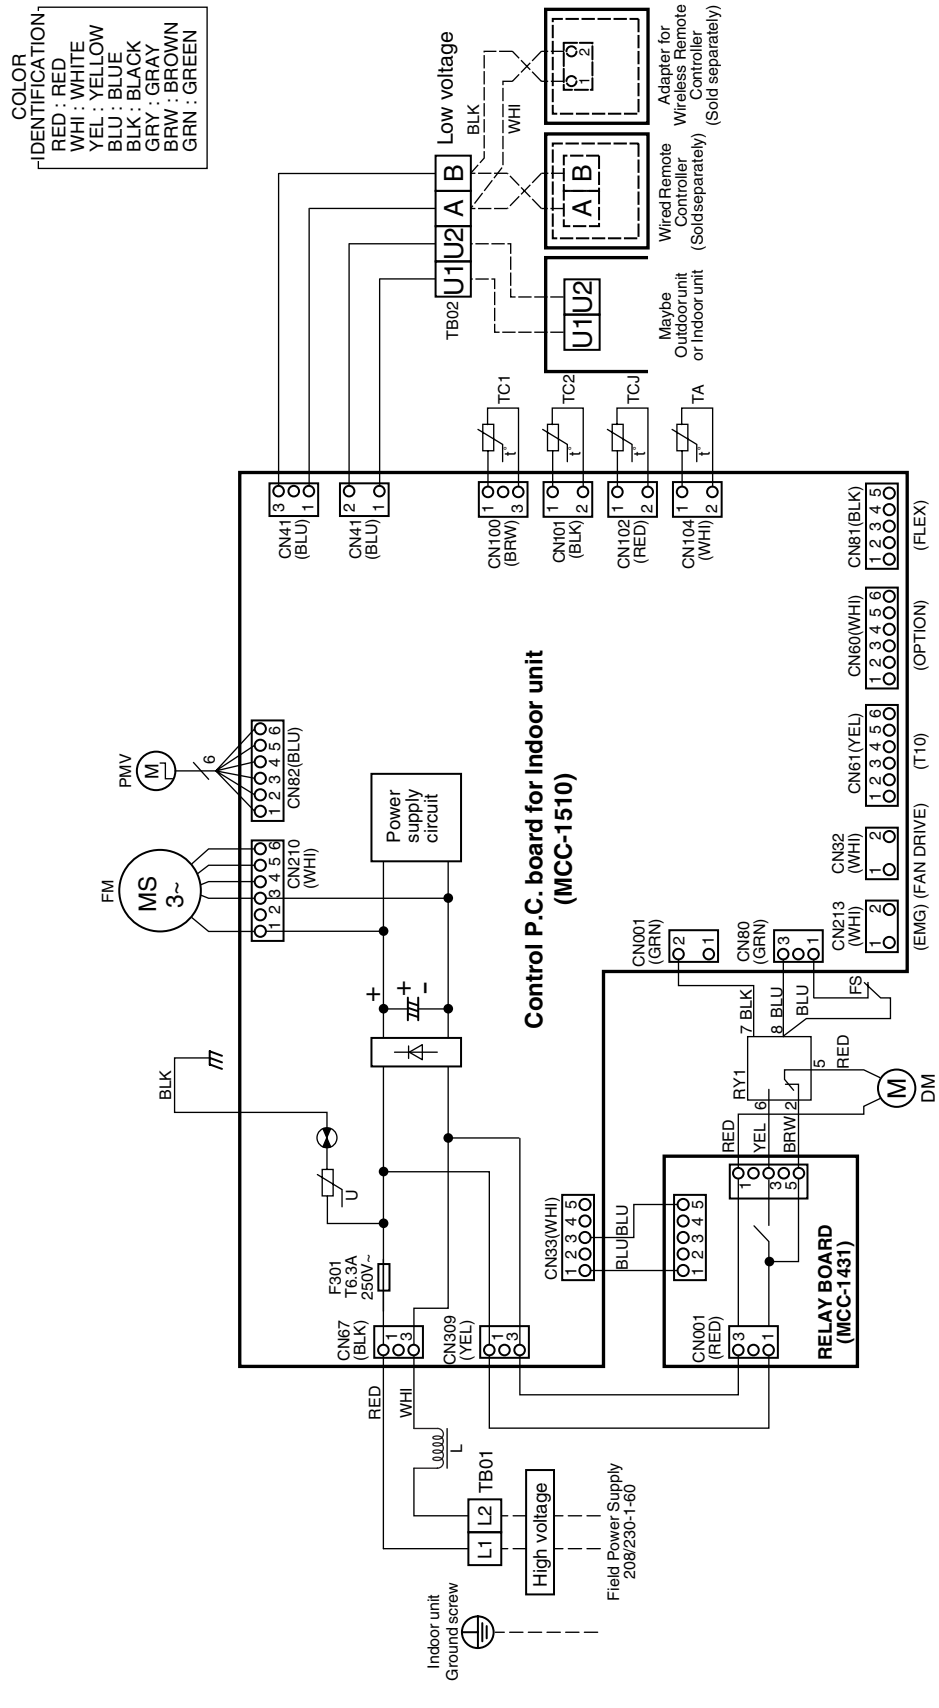 COLOR
IDENTIFICATION
RED : RED
WHI : WHITE
YEL : YELLOW
BLU : BLUE
BLK : BLACK
GRY : GRAY
BRW : BROWN
GRN : GREEN
Low voltage
BLK
WHI
Adapter for
Wireless Remote
Controller
(Sold separately)
1 2
Wired Remote
Controller
(Soldseparately)
A B
Maybe
Outdoorunit
or Indoorunit
U1 U2
TB02
U1 U2 A B
CN41
(BLU)
3 1
CN41
(BLU)
2 1
CN100
(BRW)
1 3
t°
TC1
CN101
(BLK)
1 2
t°
TC2
CN102
(RED)
1 2
t°
TCJ
CN104
(WHI)
1 2
t°
TA
PMV
M
6
1 2 3 4 5 6
CN82(BLU)
FM
MS
3~
1 2 3 4 5 6
CN210
(WHI)
Power
supply
circuit
Control P.C. board for Indoor unit
(MCC-1510)
CN81(BLK)
1 2 3 4 5
(FLEX)
CN60(WHI)
1 2 3 4 5 6
(OPTION)
CN61(YEL)
1 2 3 4 5 6
(T10)
CN32
(WHI)
1 2
(FAN DRIVE)
CN213
(WHI)
1 2
(EMG)
CN001
(GRN)
2 1
CN80
(GRN)
3 1
BLK
+
+
-
U
F301
T6.3A
250V~
CN67
(BLK)
1 3
CN309
(YEL)
1 3
CN33(WHI)
1 2 3 4 5
BLU BLU
1 2 3 4 5
7 BLK
8 BLU
BLU
FS
RY1
6
2
5
RED
RED
YEL
BRW
M
DM
1 3 5
CN001
(RED)
3 1
RELAY BOARD
(MCC-1431)
RED
WHI
L
TB01
L1 L2
High voltage
Field Power Supply
208/230-1-60
Indoor unit
Ground screw